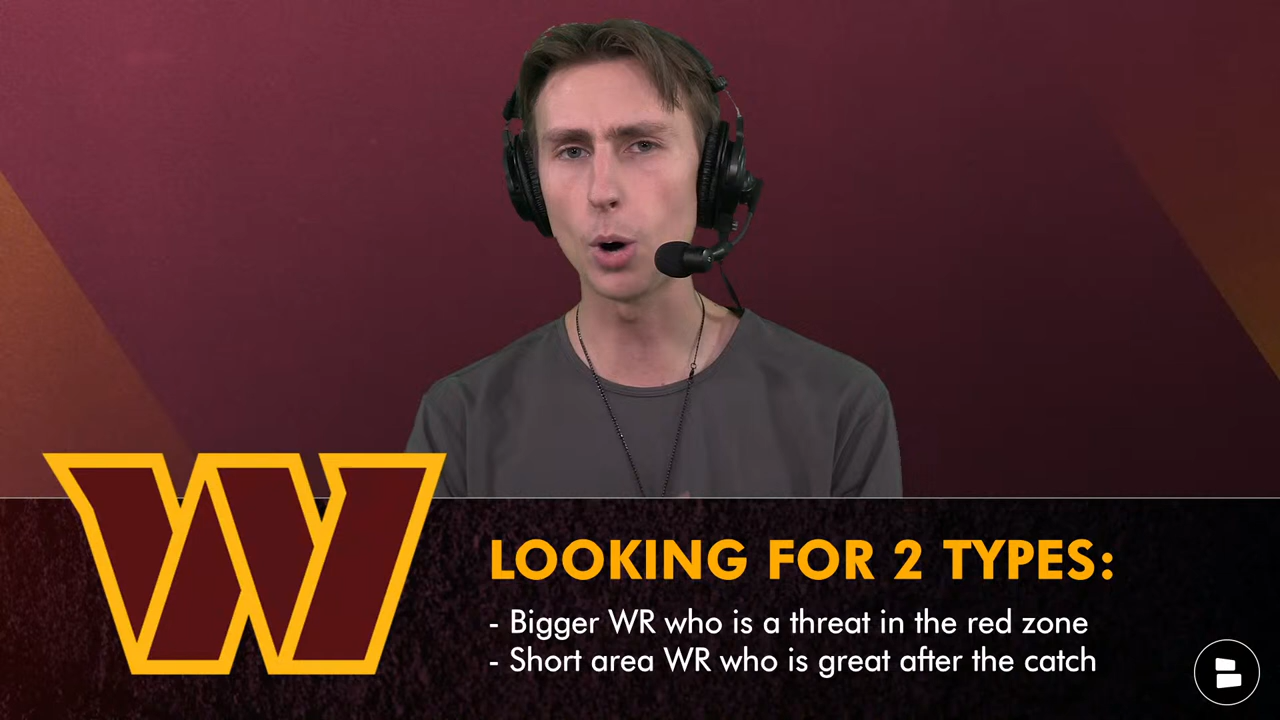 LOOKING FOR 2 TYPES:
- Bigger WR who is a threat in the red zone
- Short area WR who is great after the catch